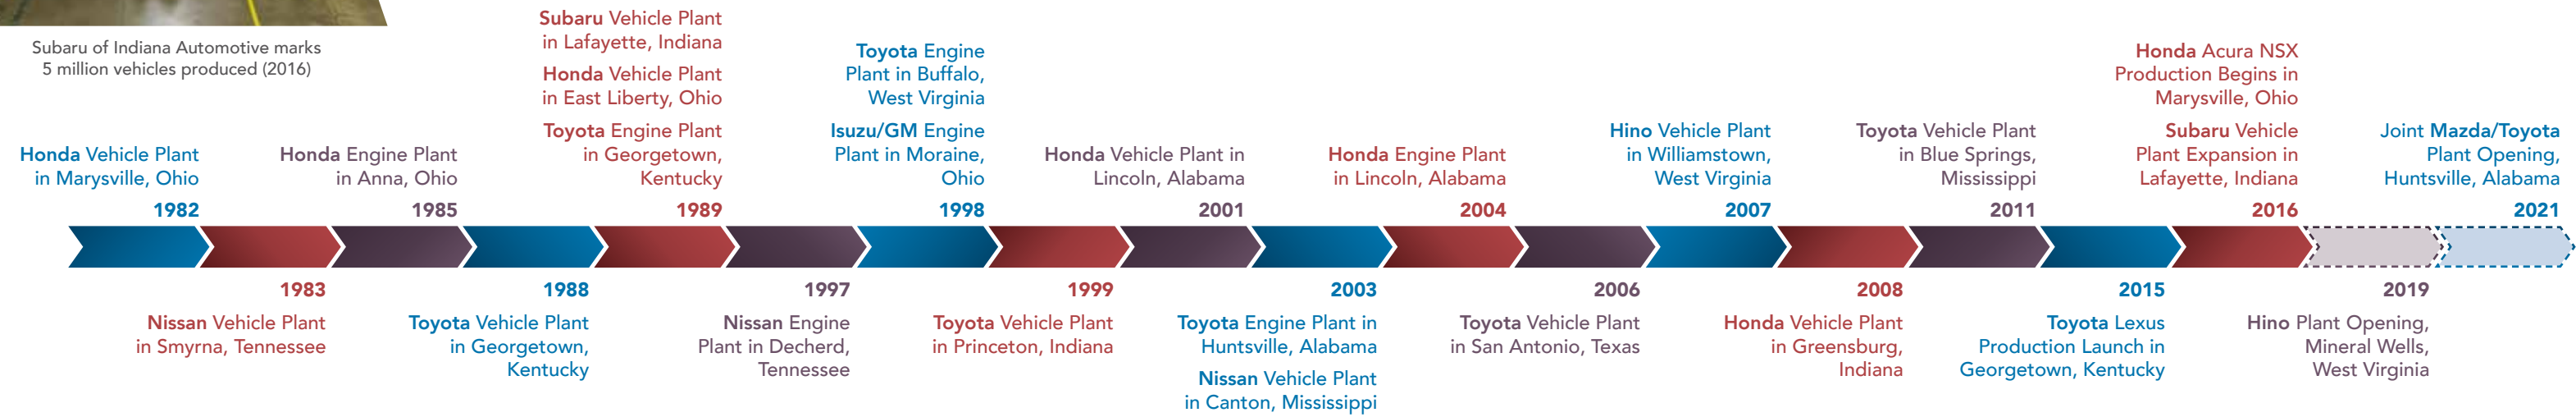 Subaru of Indiana Automotive marks
5 million vehicles produced (2016)
Honda Vehicle Plant
in Marysville, Ohio
1982
Nissan Vehicle Plant
in Smyrna, Tennessee
1983
Honda Engine Plant
in Anna, Ohio
1985
1988
Toyota Vehicle Plant
in Georgetown,
Kentucky
Subaru Vehicle Plant
in Lafayette, Indiana
Honda Vehicle Plant
in East Liberty, Ohio
Toyota Engine Plant
in Georgetown,
Kentucky
1989
1997
Nissan Engine
Plant in Decherd,
Tennessee
Toyota Engine
Plant in Buffalo,
West Virginia
Isuzu/GM Engine
Plant in Moraine,
Ohio
1998
1999
Toyota Vehicle Plant
in Princeton, Indiana
Honda Vehicle Plant in
Lincoln, Alabama
2001
2003
Toyota Engine Plant in
Huntsville, Alabama
Nissan Vehicle Plant
in Canton, Mississippi
Honda Engine Plant
in Lincoln, Alabama
2004
2006
Toyota Vehicle Plant
in San Antonio, Texas
Hino Vehicle Plant
in Williamstown,
West Virginia
2007
2008
Honda Vehicle Plant
in Greensburg,
Indiana
Toyota Vehicle Plant
in Blue Springs,
Mississippi
2011
2015
Toyota Lexus
Production Launch in
Georgetown, Kentucky
Honda Acura NSX
Production Begins in
Marysville, Ohio
Subaru Vehicle
Plant Expansion in
Lafayette, Indiana
2016
2019
Hino Plant Opening,
Mineral Wells,
West Virginia
Joint Mazda/Toyota
Plant Opening,
Huntsville, Alabama
2021